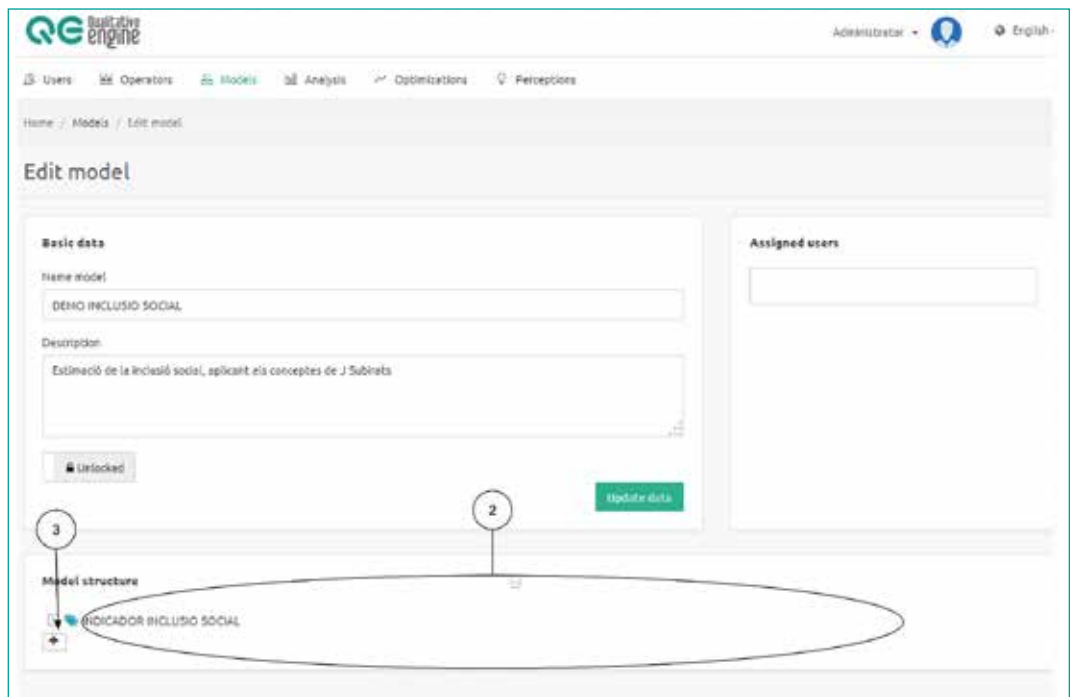 QE Qualitative engine
Administrator
English
Users Operators Models Analysis Optimizations Perceptions
Home / Models / Edit model
Edit model
Basic data
Assigned users
Name model
DEMO INCLUSIO SOCIAL
Description
Estimació de la inclusió social, aplicant els conceptes de J Subirats
Unlocked
Update data
2
3
Model structure
INDICADOR INCLUSIO SOCIAL
+